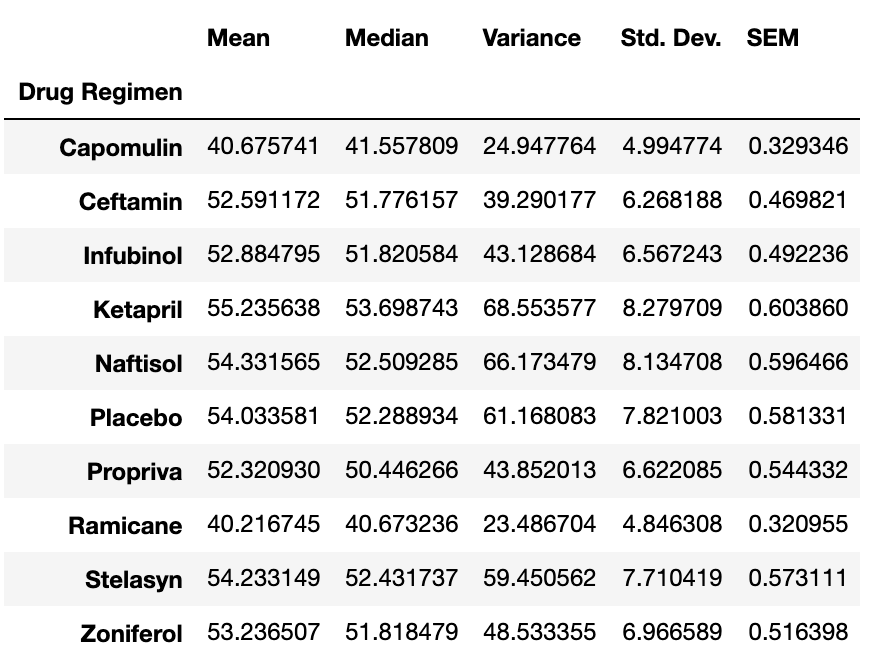 Mean Median Variance Std. Dev. SEM
Drug Regimen
Capomulin 40.675741 41.557809 24.947764 4.994774 0.329346
Ceftamin 52.591172 51.776157 39.290177 6.268188 0.469821
Infubinol 52.884795 51.820584 43.128684 6.567243 0.492236
Ketapril 55.235638 53.698743 68.553577 8.279709 0.603860
Naftisol 54.331565 52.509285 66.173479 8.134708 0.596466
Placebo 54.033581 52.288934 61.168083 7.821003 0.581331
Propriva 52.320930 50.446266 43.852013 6.622085 0.544332
Ramicane 40.216745 40.673236 23.486704 4.846308 0.320955
Stelasyn 54.233149 52.431737 59.450562 7.710419 0.573111
Zoniferol 53.236507 51.818479 48.533355 6.966589 0.516398